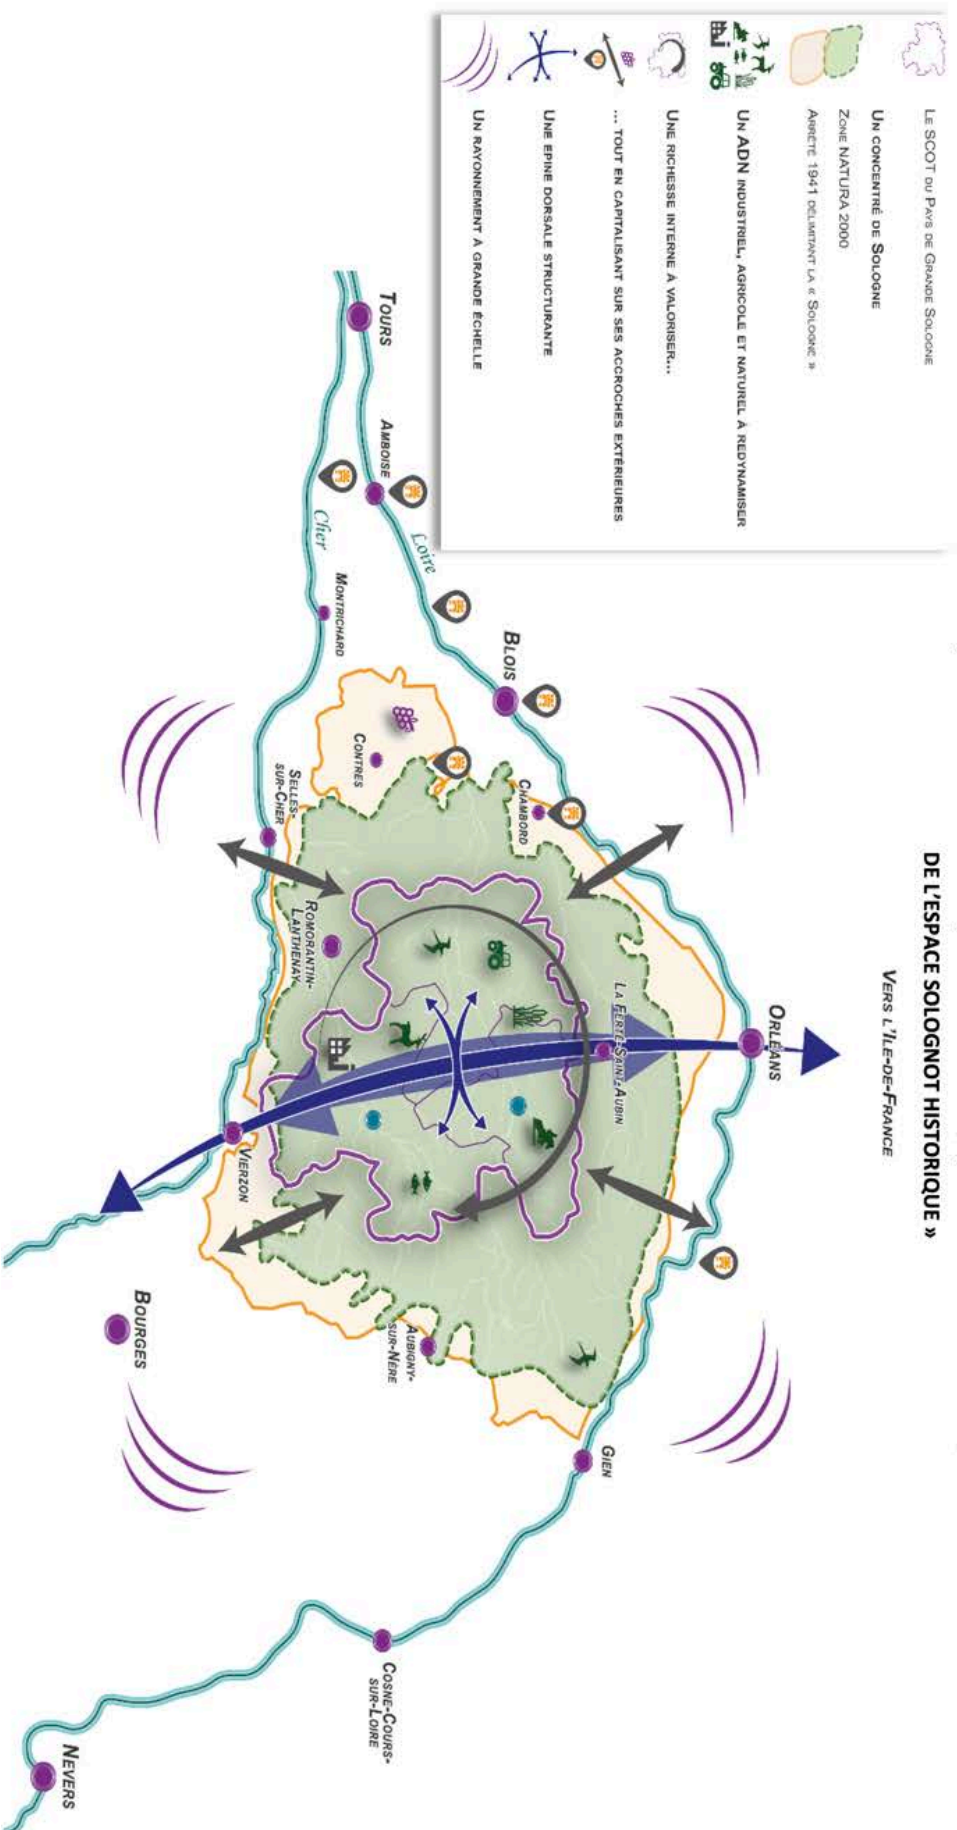 DE L'ESPACE SOLOGNOT HISTORIQUE »
VERS L'ÎLE-DE-FRANCE
LE SCOT DU PAYS DE GRANDE SOLOGNE
UN CONCENTRÉ DE SOLOGNE
ZONE NATURA 2000
ARRÊTÉ 1941 DÉLIMITANT LA « SOLOGNE »
UN ADN INDUSTRIEL, AGRICOLE ET NATUREL À REDYNAMISER
UNE RICHESSE INTERNE À VALORISER...
... TOUT EN CAPITALISANT SUR SES ACCROCHES EXTÉRIEURES
UNE EPINE DORSALE STRUCTURANTE
UN RAYONNEMENT A GRANDE ÉCHELLE
ORLÉANS
LA FERTÉ-SAINT-AUBIN
GIEN
BLOIS
CHAMBORD
Loire
AMBOISE
TOURS
Cher
MONTRICHARD
CONTRES
SELLES-
SUR-CHER
ROMORANTIN-
LANTHENAY
VIERZON
AUBIGNY-
SUR-NÈRE
COSNE-COURS-
SUR-LOIRE
BOURGES
NEVERS